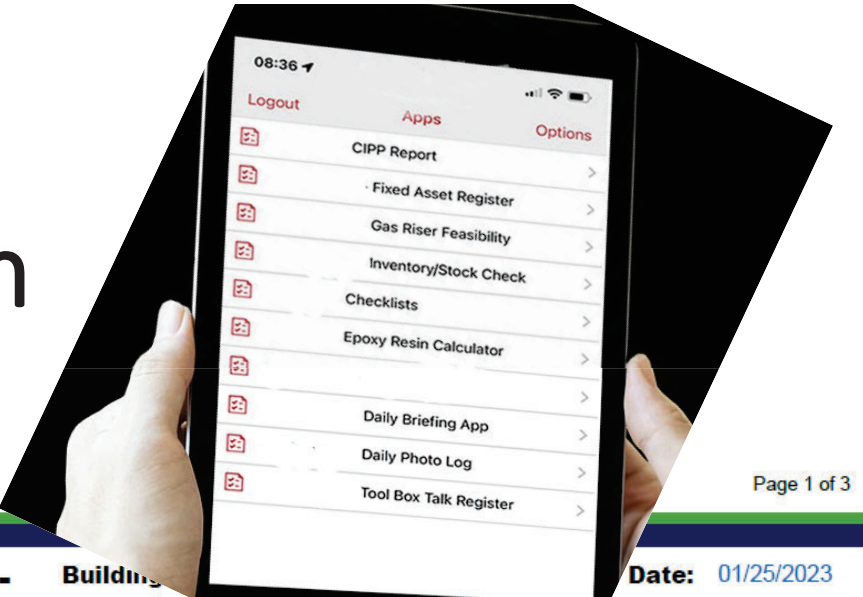 08:36
Logout
Apps
Options
CIPP Report
· Fixed Asset Register
Gas Riser Feasibility
Inventory/Stock Check
Checklists
Epoxy Resin Calculator
Daily Briefing App
Daily Photo Log
Tool Box Talk Register
Page 1 of 3
Date: 01/25/2023